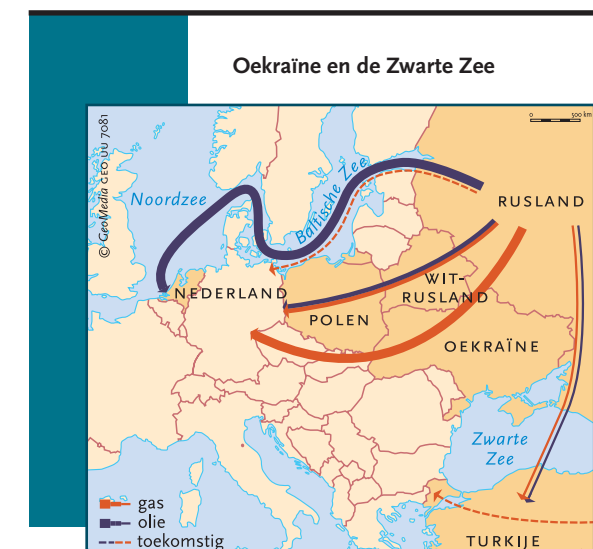 Oekraïne en de Zwarte Zee
© GeoMedia GEO UU 7081
0 500 km
Noordzee
Baltische Zee
RUSLAND
NEDERLAND
WIT-
RUSLAND
POLEN
OEKRAÏNE
Zwarte
Zee
gas
olie
toekomstig
TURKIJE